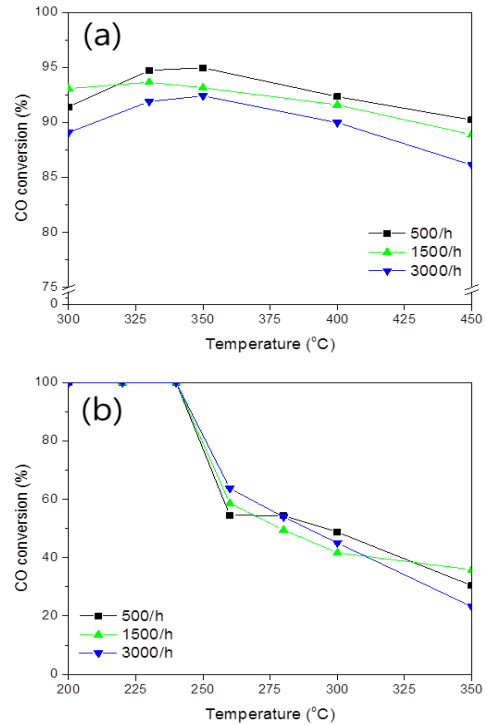 (a)
CO conversion (%)
100
95
90
85
80
75
0
500/h
1500/h
3000/h
300 325 350 375 400 425 450
Temperature (°C)
(b)
CO conversion (%)
100
80
60
40
20
0
500/h
1500/h
3000/h
200 225 250 275 300 325 350
Temperature (°C)